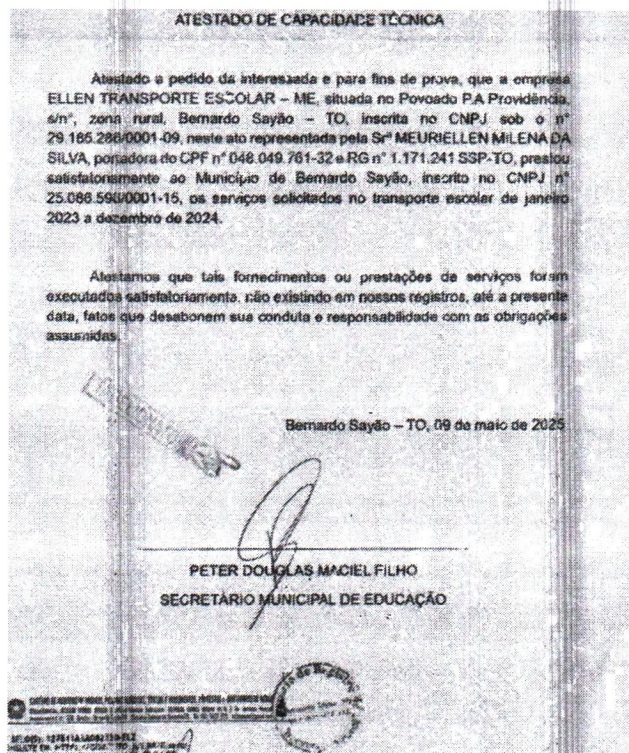 ATESTADO DE CAPACIDADE TÉCNICA
Atestado a pedido da interessada e para fins de prova, que a empresa
ELLEN TRANSPORTE ESCOLAR – ME, situada no Povoado P.A Providência,
s/n°, zona rural, Bernardo Sayão – TO, inscrita no CNPJ sob o n°
29.165.286/0001-09, neste ato representada pela Srª MEURIELLEN MILENA DA
SILVA, portadora do CPF n° 048.049.761-32 e RG n° 1.171.241 SSP-TO, prestou
satisfatoriamente ao Município de Bernardo Sayão, inscrito no CNPJ n°
25.086.596/0001-15, os serviços solicitados no transporte escolar de janeiro
2023 a dezembro de 2024.
Atestamos que tais fornecimentos ou prestações de serviços foram
executados satisfatoriamente, não existindo em nossos registros, até a presente
data, fatos que desabonem sua conduta e responsabilidade com as obrigações
assumidas.
Bernardo Sayão – TO, 09 de maio de 2025
PETER DOUGLAS MACIEL FILHO
SECRETÁRIO MUNICIPAL DE EDUCAÇÃO